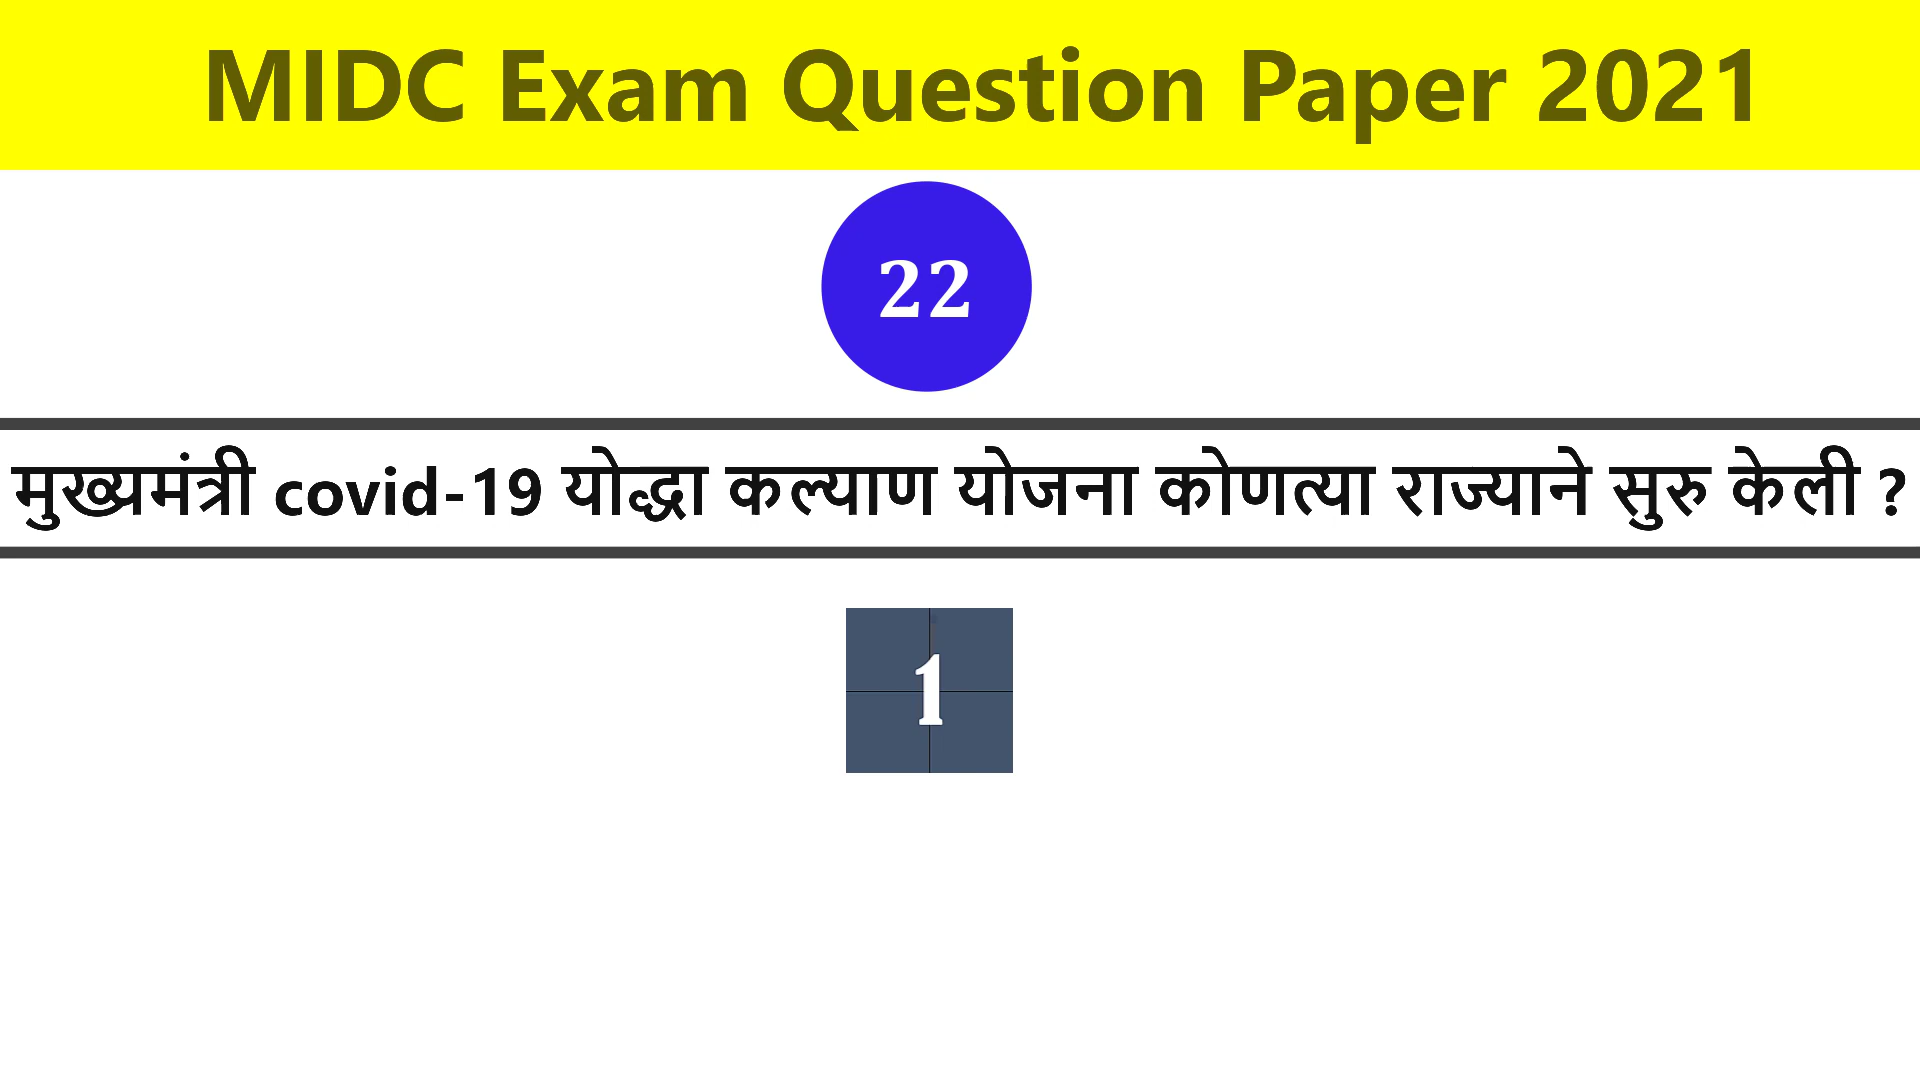 MIDC Exam Question Paper 2021
22
मुख्यमंत्री covid-19 योद्धा कल्याण योजना कोणत्या राज्याने सुरु केली ?
1